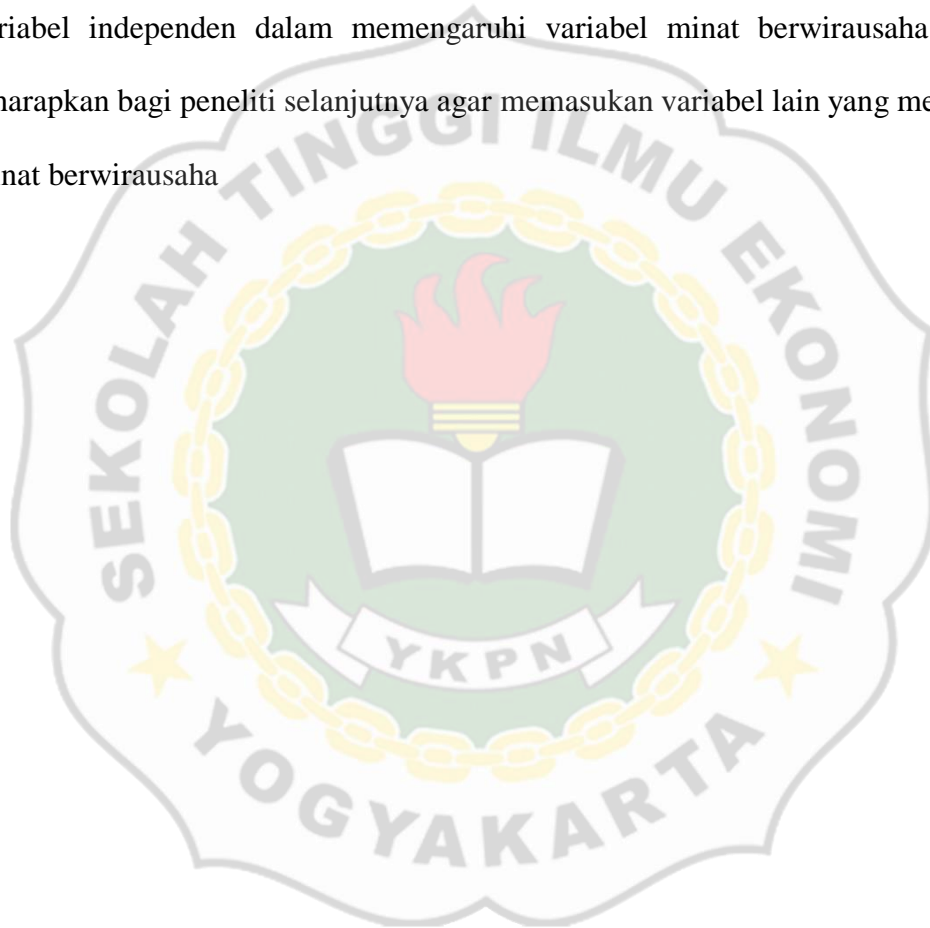 riabel independen dalam memengaruhi variabel minat berwirausaha
harapkan bagi peneliti selanjutnya agar memasukan variabel lain yang me
nat berwirausaha
SEKOLAH TINGGI ILMU EKONOMI
YKPN
YOGYAKARTA